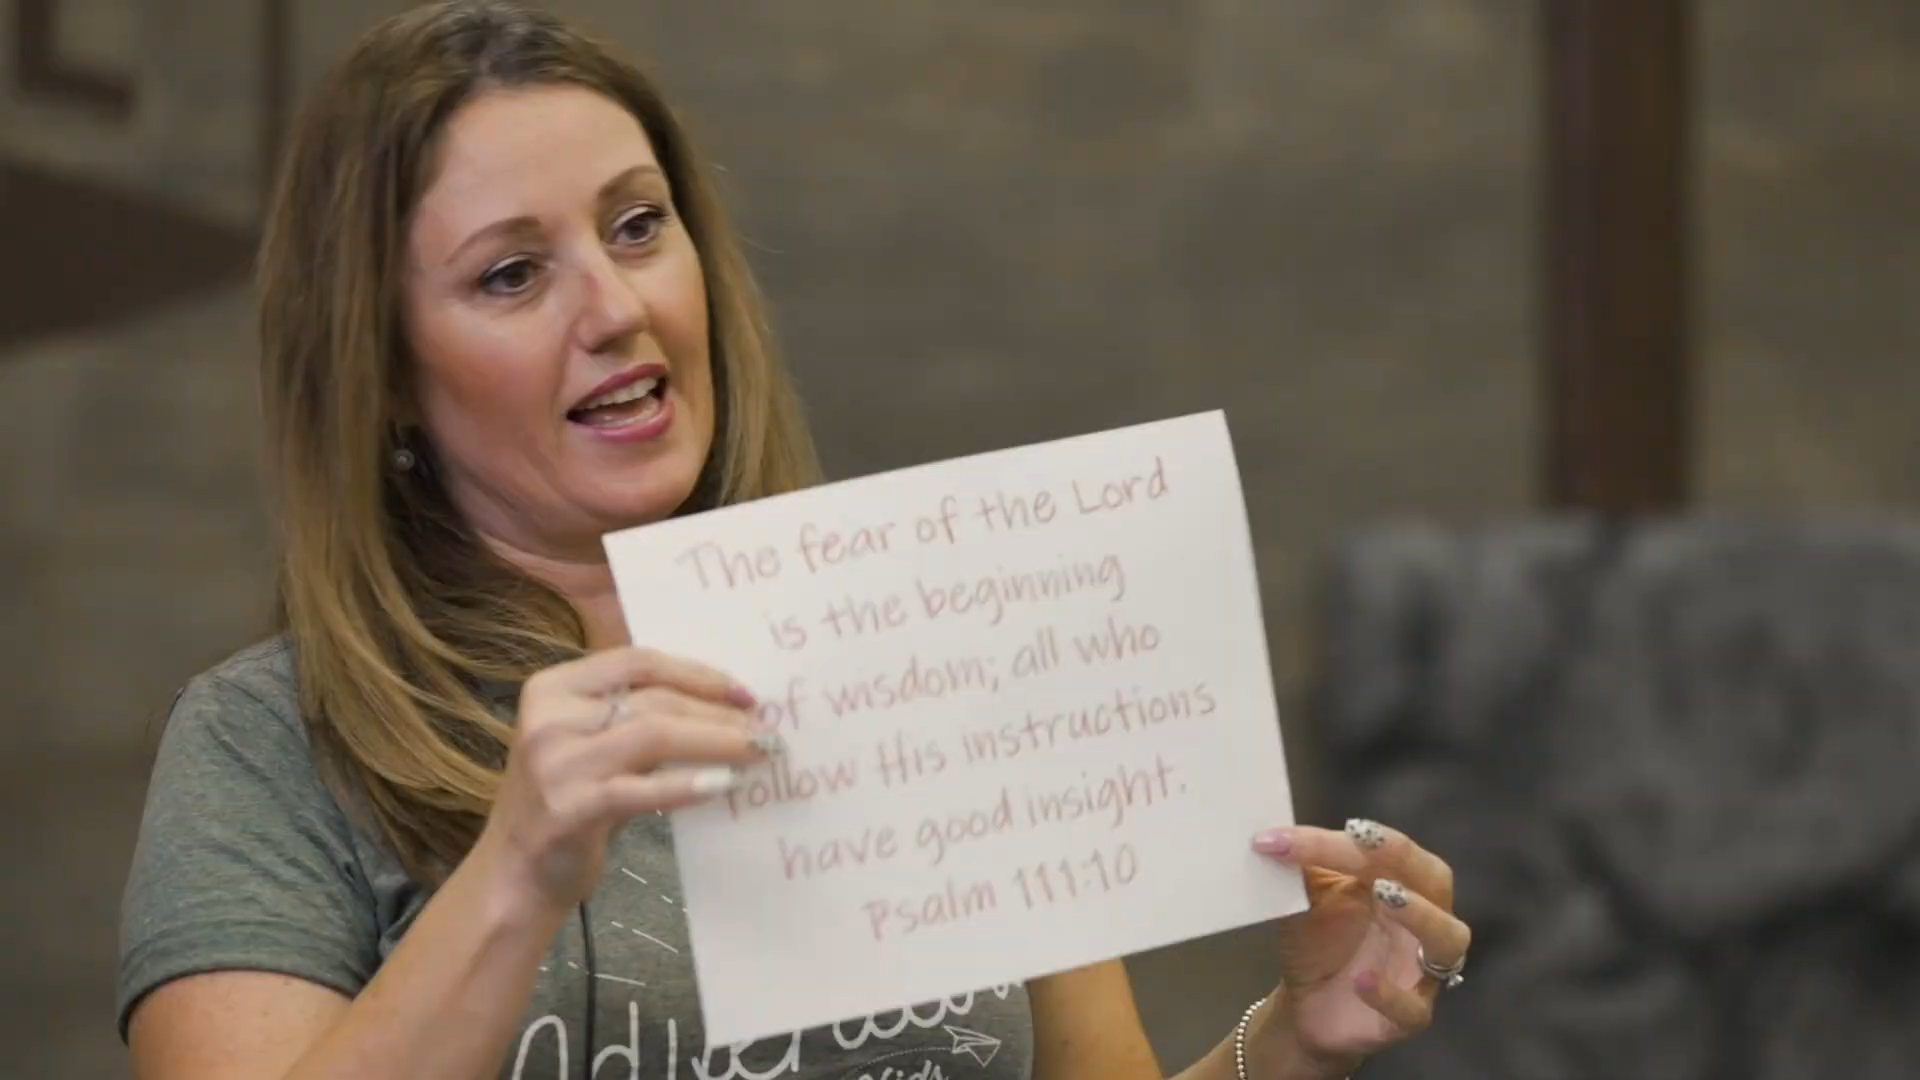 The fear of the Lord
is the beginning
of wisdom; all who
follow His instructions
have good insight.
Psalm 111:10
Kids